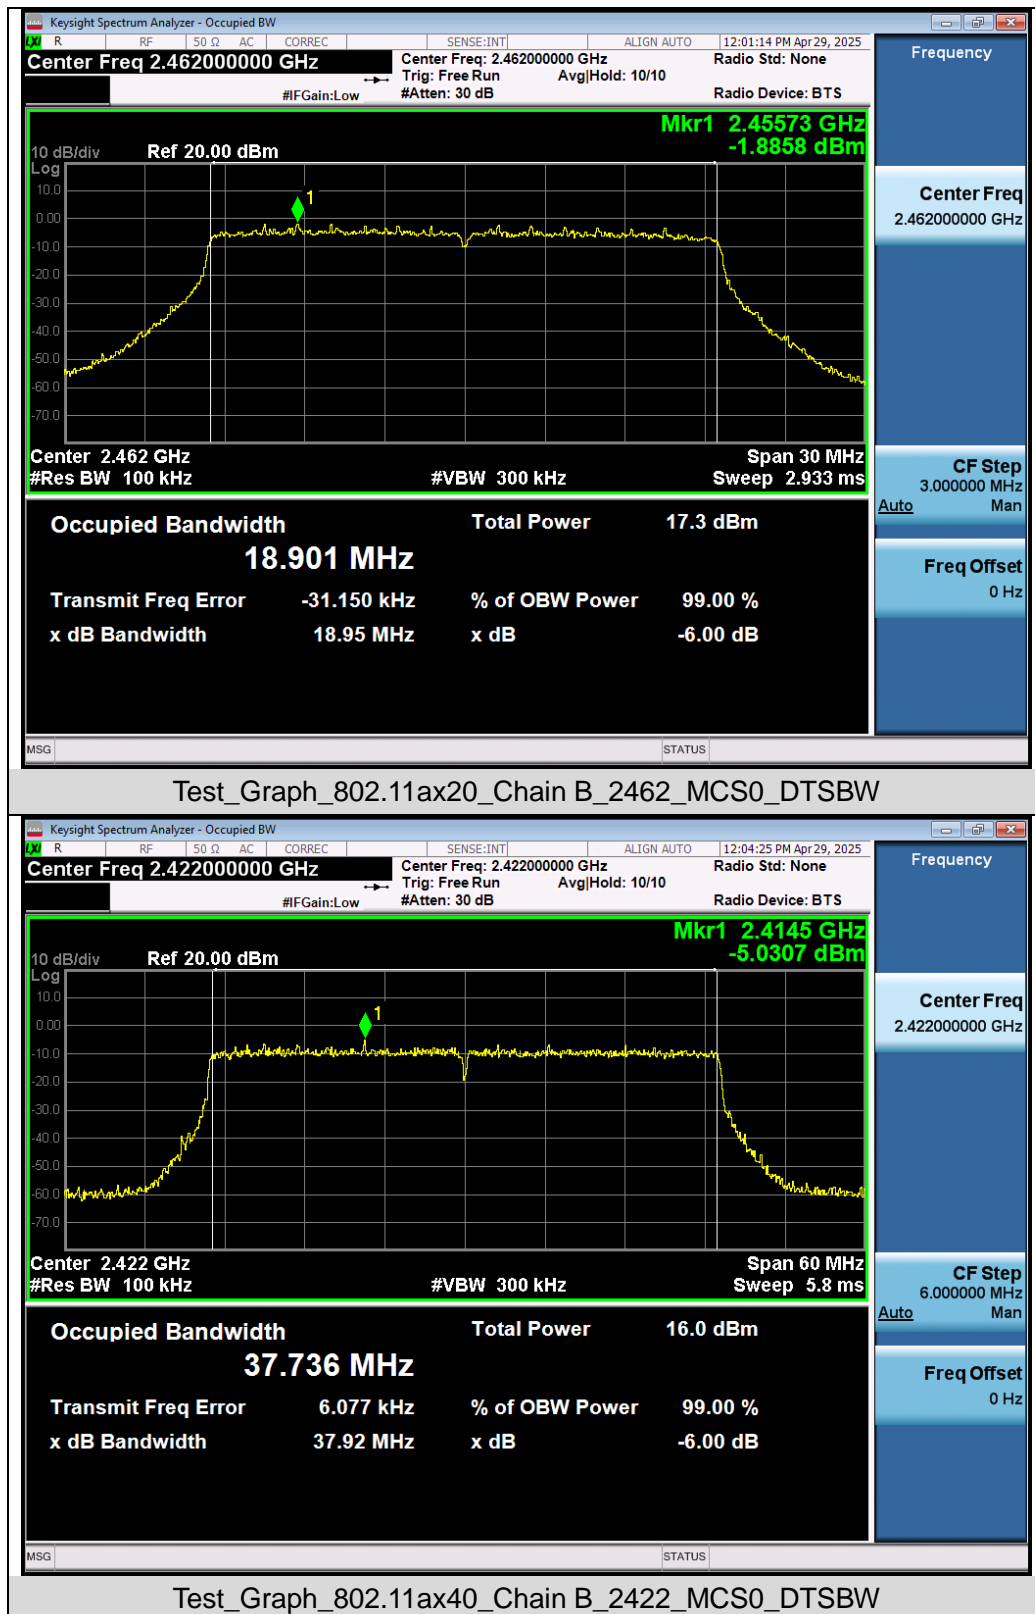 Keysight Spectrum Analyzer - Occupied BW
LXI R RF 50 Ω AC CORREC SENSE:INT ALIGN AUTO 12:01:14 PM Apr 29, 2025
Center Freq 2.462000000 GHz
Center Freq: 2.462000000 GHz
Radio Std: None
Trig: Free Run Avg|Hold: 10/10
#IFGain:Low #Atten: 30 dB Radio Device: BTS
Frequency
Mkr1 2.45573 GHz
-1.8858 dBm
10 dB/div Ref 20.00 dBm
Log
10.0
0.00
-10.0
-20.0
-30.0
-40.0
-50.0
-60.0
-70.0
1
Center Freq
2.462000000 GHz
Center 2.462 GHz Span 30 MHz
#Res BW 100 kHz #VBW 300 kHz Sweep 2.933 ms
CF Step
3.000000 MHz
Auto Man
Freq Offset
0 Hz
Occupied Bandwidth Total Power 17.3 dBm
18.901 MHz
Transmit Freq Error -31.150 kHz % of OBW Power 99.00 %
x dB Bandwidth 18.95 MHz x dB -6.00 dB
MSG STATUS
Test_Graph_802.11ax20_Chain B_2462_MCS0_DTSBW
Keysight Spectrum Analyzer - Occupied BW
LXI R RF 50 Ω AC CORREC SENSE:INT ALIGN AUTO 12:04:25 PM Apr 29, 2025
Center Freq 2.422000000 GHz
Center Freq: 2.422000000 GHz
Radio Std: None
Trig: Free Run Avg|Hold: 10/10
#IFGain:Low #Atten: 30 dB Radio Device: BTS
Frequency
Mkr1 2.4145 GHz
-5.0307 dBm
10 dB/div Ref 20.00 dBm
Log
10.0
0.00
-10.0
-20.0
-30.0
-40.0
-50.0
-60.0
-70.0
1
Center Freq
2.422000000 GHz
Center 2.422 GHz Span 60 MHz
#Res BW 100 kHz #VBW 300 kHz Sweep 5.8 ms
CF Step
6.000000 MHz
Auto Man
Freq Offset
0 Hz
Occupied Bandwidth Total Power 16.0 dBm
37.736 MHz
Transmit Freq Error 6.077 kHz % of OBW Power 99.00 %
x dB Bandwidth 37.92 MHz x dB -6.00 dB
MSG STATUS
Test_Graph_802.11ax40_Chain B_2422_MCS0_DTSBW